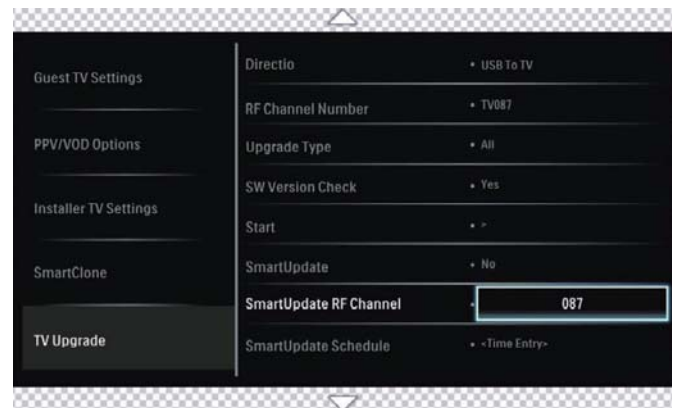 Guest TV Settings
PPV/VOD Options
Installer TV Settings
SmartClone
TV Upgrade
Directio • USB To TV
RF Channel Number • TV087
Upgrade Type • All
SW Version Check • Yes
Start • >
SmartUpdate • No
SmartUpdate RF Channel • 087
SmartUpdate Schedule • <Time Entry>